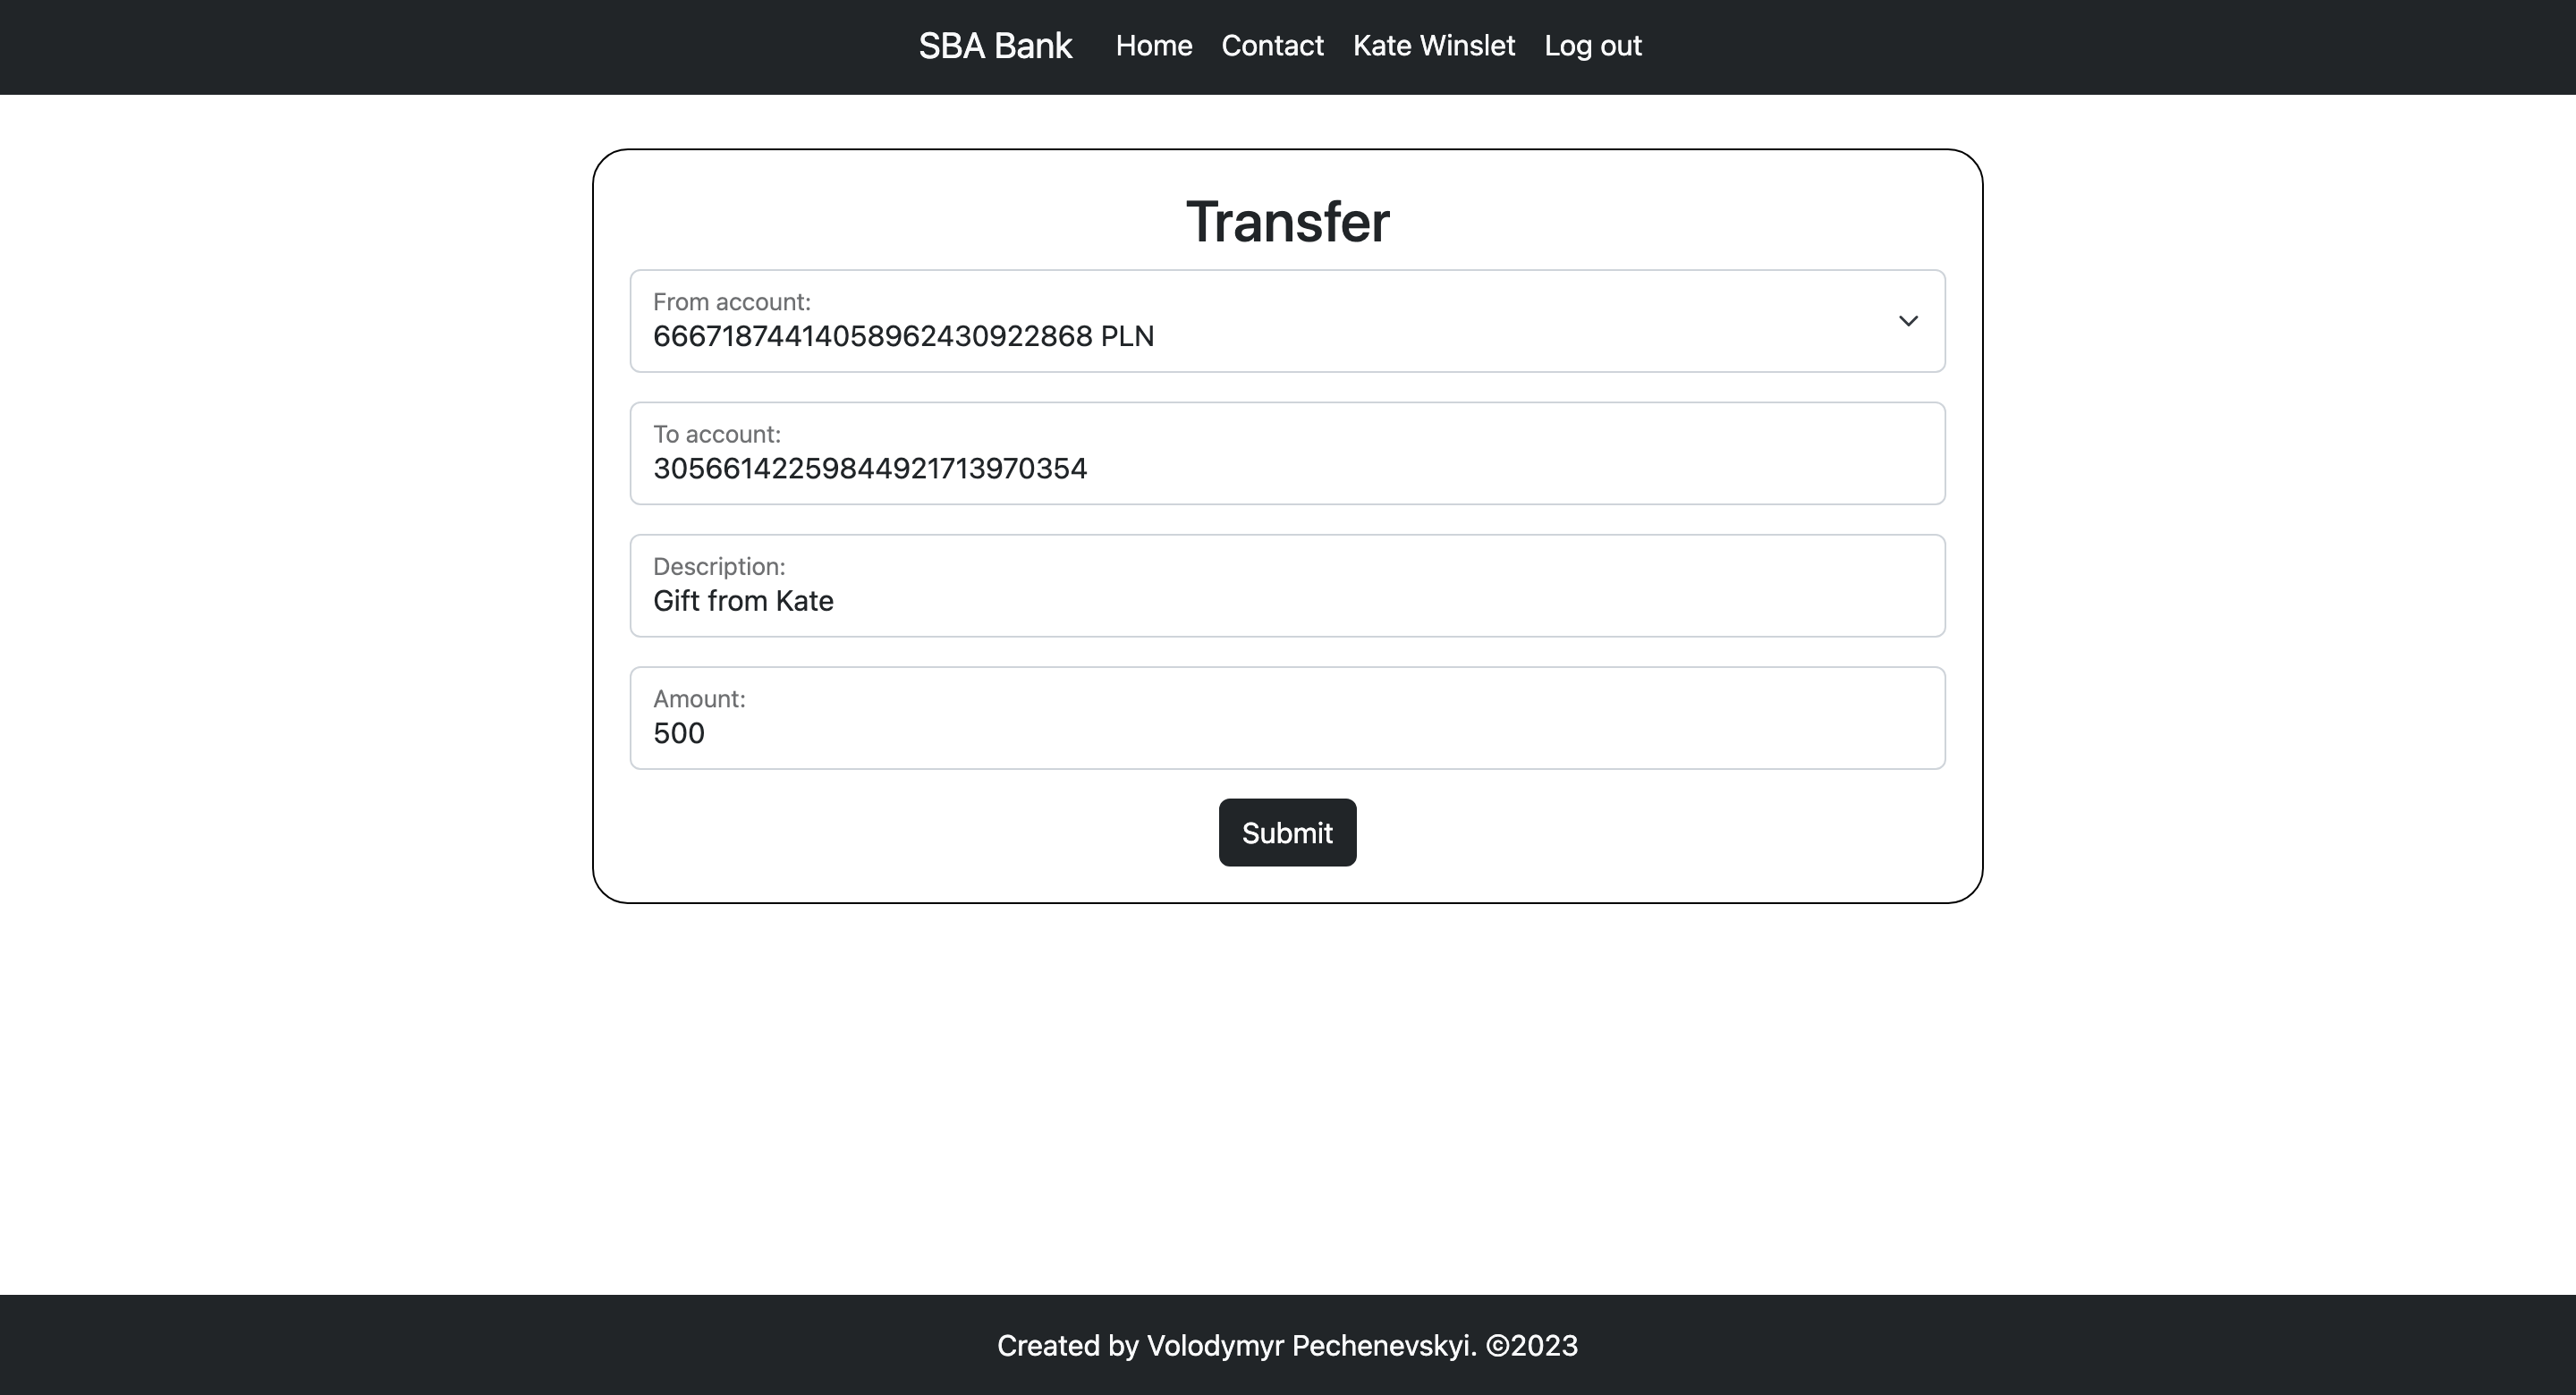 SBA Bank Home Contact Kate Winslet Log out
Transfer
From account:
66671874414058962430922868 PLN
To account:
30566142259844921713970354
Description:
Gift from Kate
Amount:
500
Submit
Created by Volodymyr Pechenevskyi. ©2023